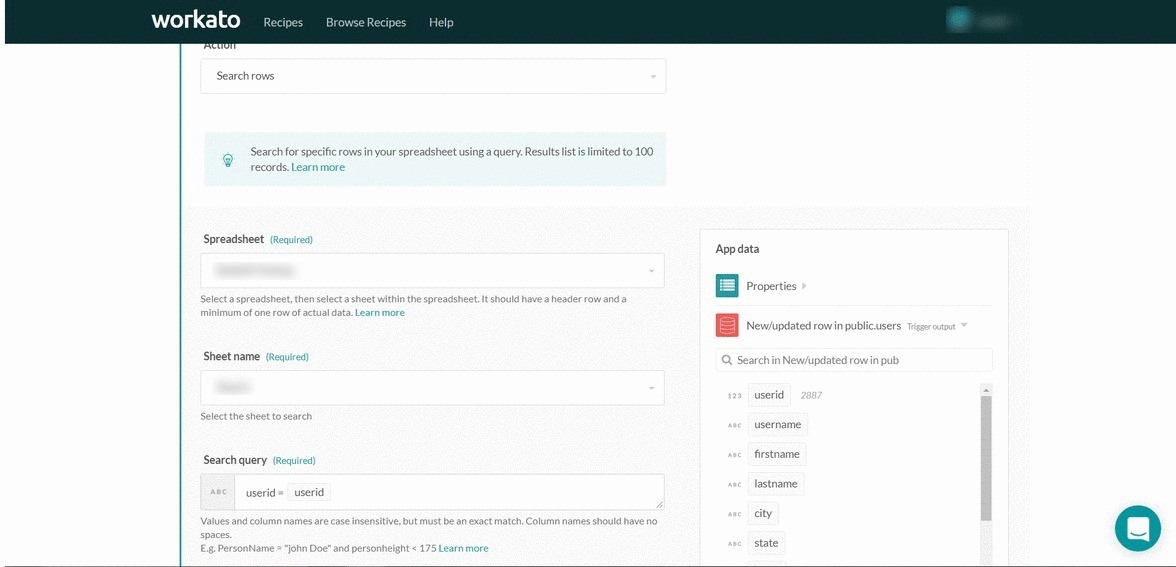 workato Recipes Browse Recipes Help
Action
Search rows
Search for specific rows in your spreadsheet using a query. Results list is limited to 100
records. Learn more
Spreadsheet (Required)
Select a spreadsheet, then select a sheet within the spreadsheet. It should have a header row and a
minimum of one row of actual data. Learn more
Sheet name (Required)
Select the sheet to search
Search query (Required)
ABC userid = userid
Values and column names are case insensitive, but must be an exact match. Column names should have no
spaces.
E.g. PersonName = "john Doe" and personheight < 175 Learn more
App data
Properties
New/updated row in public.users Trigger output
Search in New/updated row in pub
123 userid 2887
ABC username
ABC firstname
ABC lastname
ABC city
ABC state